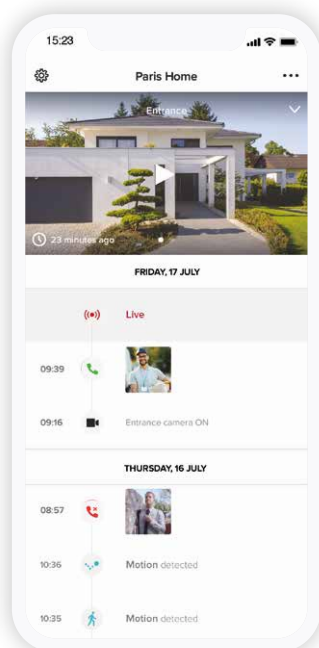 15:23
Paris Home
Entrance
23 minutes ago
FRIDAY, 17 JULY
Live
09:39
09:16 Entrance camera ON
THURSDAY, 16 JULY
08:57
10:36 Motion detected
10:35 Motion detected